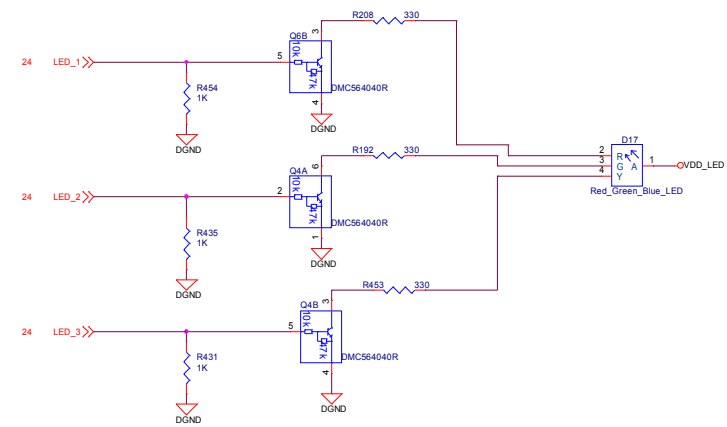 R208 330
Q6B
3
10k
47k
5
4
DMC564040R
DGND
24 LED_1
R454
1K
DGND
R192 330
Q4A
6
10k
47k
2
1
DMC564040R
DGND
24 LED_2
R435
1K
DGND
D17
2 R
3 G A 1 VDD_LED
4 Y
Red_Green_Blue_LED
R453 330
Q4B
3
10k
47k
5
4
DMC564040R
DGND
24 LED_3
R431
1K
DGND